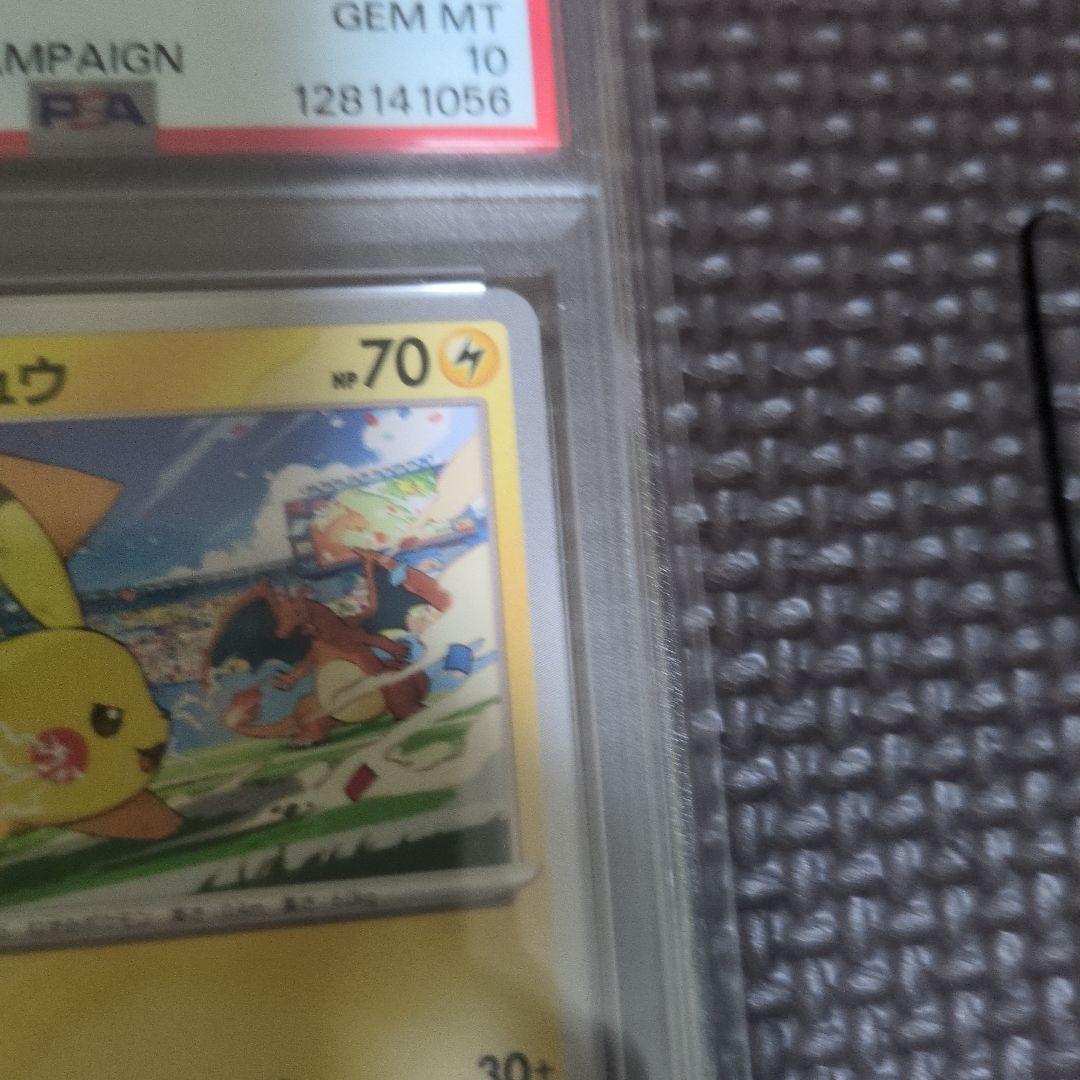 GEM MT
AMPAIGN 10
PSA 128141056
ュウ HP70
30+